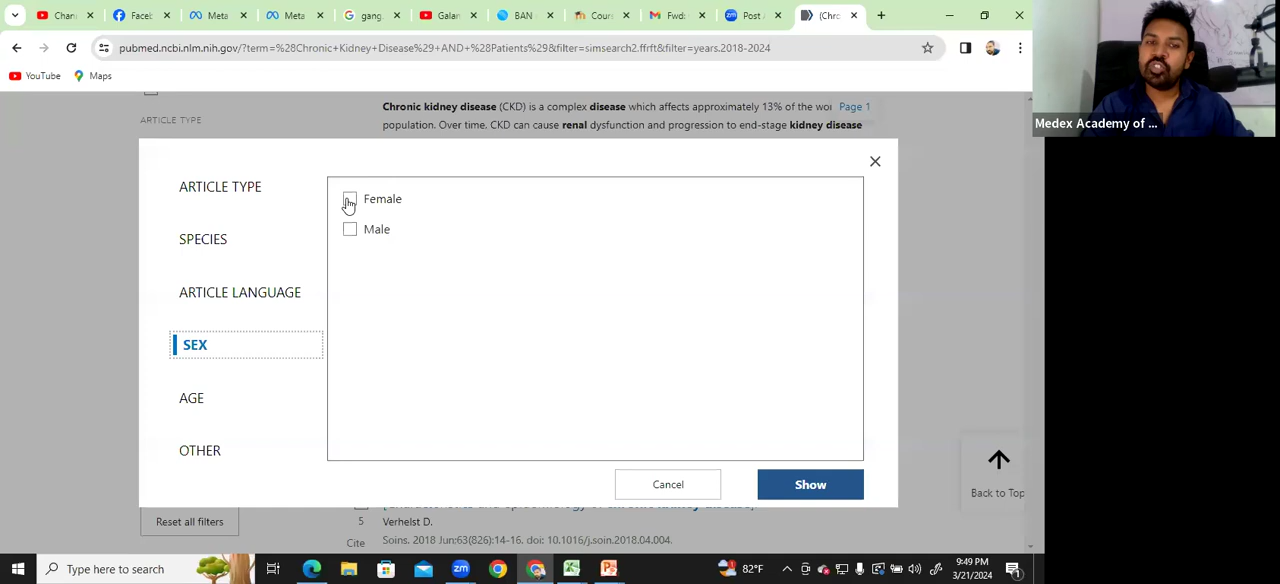 Chan
Faceb
Meta
Meta
gang.
Galan
BAN
Cour
Fwd:
Post
(Chro
pubmed.ncbi.nlm.nih.gov/?term=%28Chronic+Kidney+Disease%29+AND+%28Patients%29&filter=simsearch2.ffrft&filter=years.2018-2024
YouTube Maps
Chronic kidney disease (CKD) is a complex disease which affects approximately 13% of the wor Page 1
ARTICLE TYPE
population. Over time, CKD can cause renal dysfunction and progression to end-stage kidney disease
Medex Academy of ...
ARTICLE TYPE
SPECIES
ARTICLE LANGUAGE
SEX
AGE
OTHER
Female
Male
Cancel
Show
Back to Top
Reset all filters
5
Cite
Verhelst D.
Soins. 2018 Jun;63(826):14-16. doi: 10.1016/j.soin.2018.04.004.
Type here to search
82°F
9:49 PM
3/21/2024
1